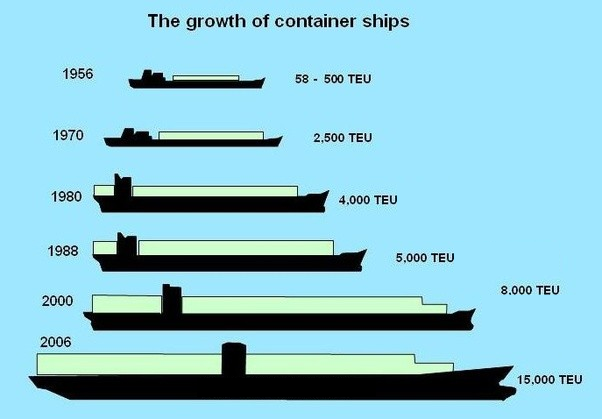 The growth of container ships
1956
58 - 500 TEU
1970
2,500 TEU
1980
4,000 TEU
1988
5,000 TEU
2000
8,000 TEU
2006
15,000 TEU